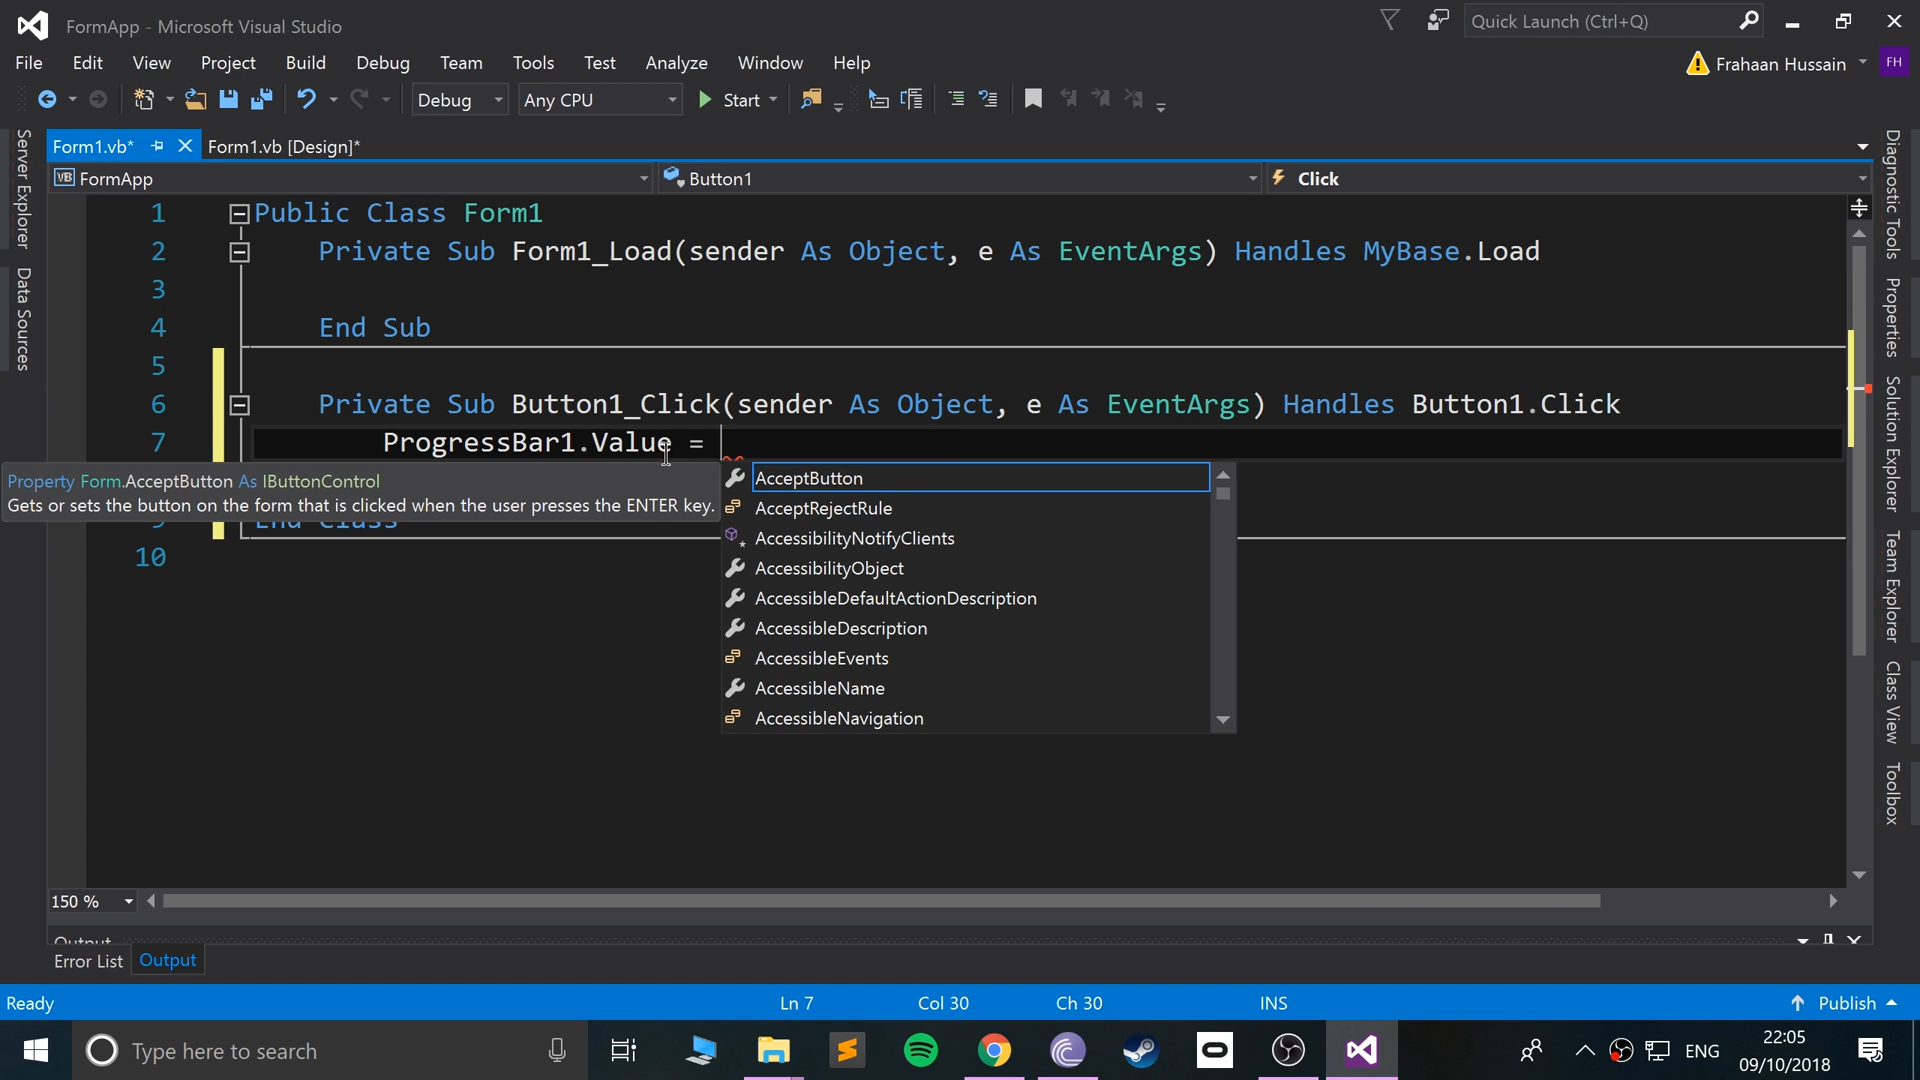 FormApp - Microsoft Visual Studio
Quick Launch (Ctrl+Q)
File Edit View Project Build Debug Team Tools Test Analyze Window Help
Frahaan Hussain FH
Debug Any CPU Start
Form1.vb* Form1.vb [Design]*
VB FormApp Button1 Click
Server Explorer
Data Sources
1 Public Class Form1
2 Private Sub Form1_Load(sender As Object, e As EventArgs) Handles MyBase.Load
3
4 End Sub
5
6 Private Sub Button1_Click(sender As Object, e As EventArgs) Handles Button1.Click
7 ProgressBar1.Value =
Property Form.AcceptButton As IButtonControl
Gets or sets the button on the form that is clicked when the user presses the ENTER key.
End Class
10
AcceptButton
AcceptRejectRule
AccessibilityNotifyClients
AccessibilityObject
AccessibleDefaultActionDescription
AccessibleDescription
AccessibleEvents
AccessibleName
AccessibleNavigation
Diagnostic Tools
Properties
Solution Explorer
Team Explorer
Class View
Toolbox
150 %
Output
Error List Output
Ready Ln 7 Col 30 Ch 30 INS Publish
Type here to search
ENG
22:05
09/10/2018